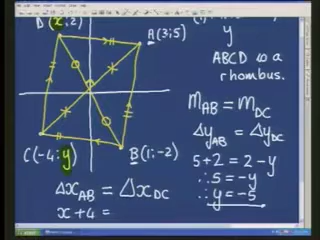 D (x;2)
A(3;5)
y
ABCD is a
rhombus.
m_AB = m_DC
Δy_AB = Δy_DC
5+2 = 2-y
∴5 = -y
∴y = -5
C(-4;y)
B(1;-2)
Δx_AB = Δx_DC
x+4 =